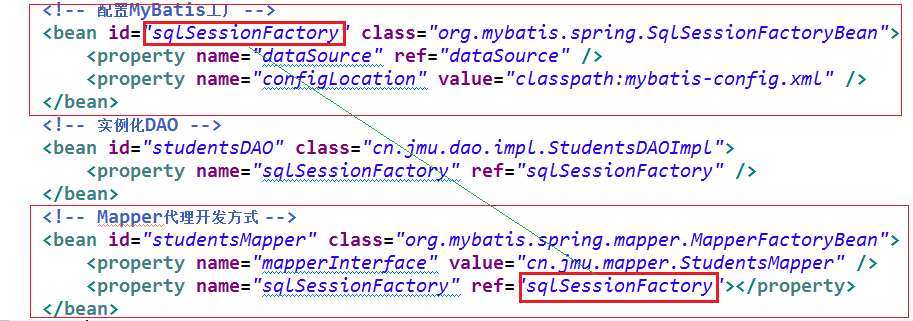 <!-- 配置MyBatis工厂 -->
<bean id="sqlSessionFactory" class="org.mybatis.spring.SqlSessionFactoryBean">
<property name="dataSource" ref="dataSource" />
<property name="configLocation" value="classpath:mybatis-config.xml" />
</bean>
<!-- 实例化DAO -->
<bean id="studentsDAO" class="cn.jmu.dao.impl.StudentsDAOImpl">
<property name="sqlSessionFactory" ref="sqlSessionFactory" />
</bean>
<!-- Mapper代理开发方式 -->
<bean id="studentsMapper" class="org.mybatis.spring.mapper.MapperFactoryBean">
<property name="mapperInterface" value="cn.jmu.mapper.StudentsMapper" />
<property name="sqlSessionFactory" ref="sqlSessionFactory"></property>
</bean>